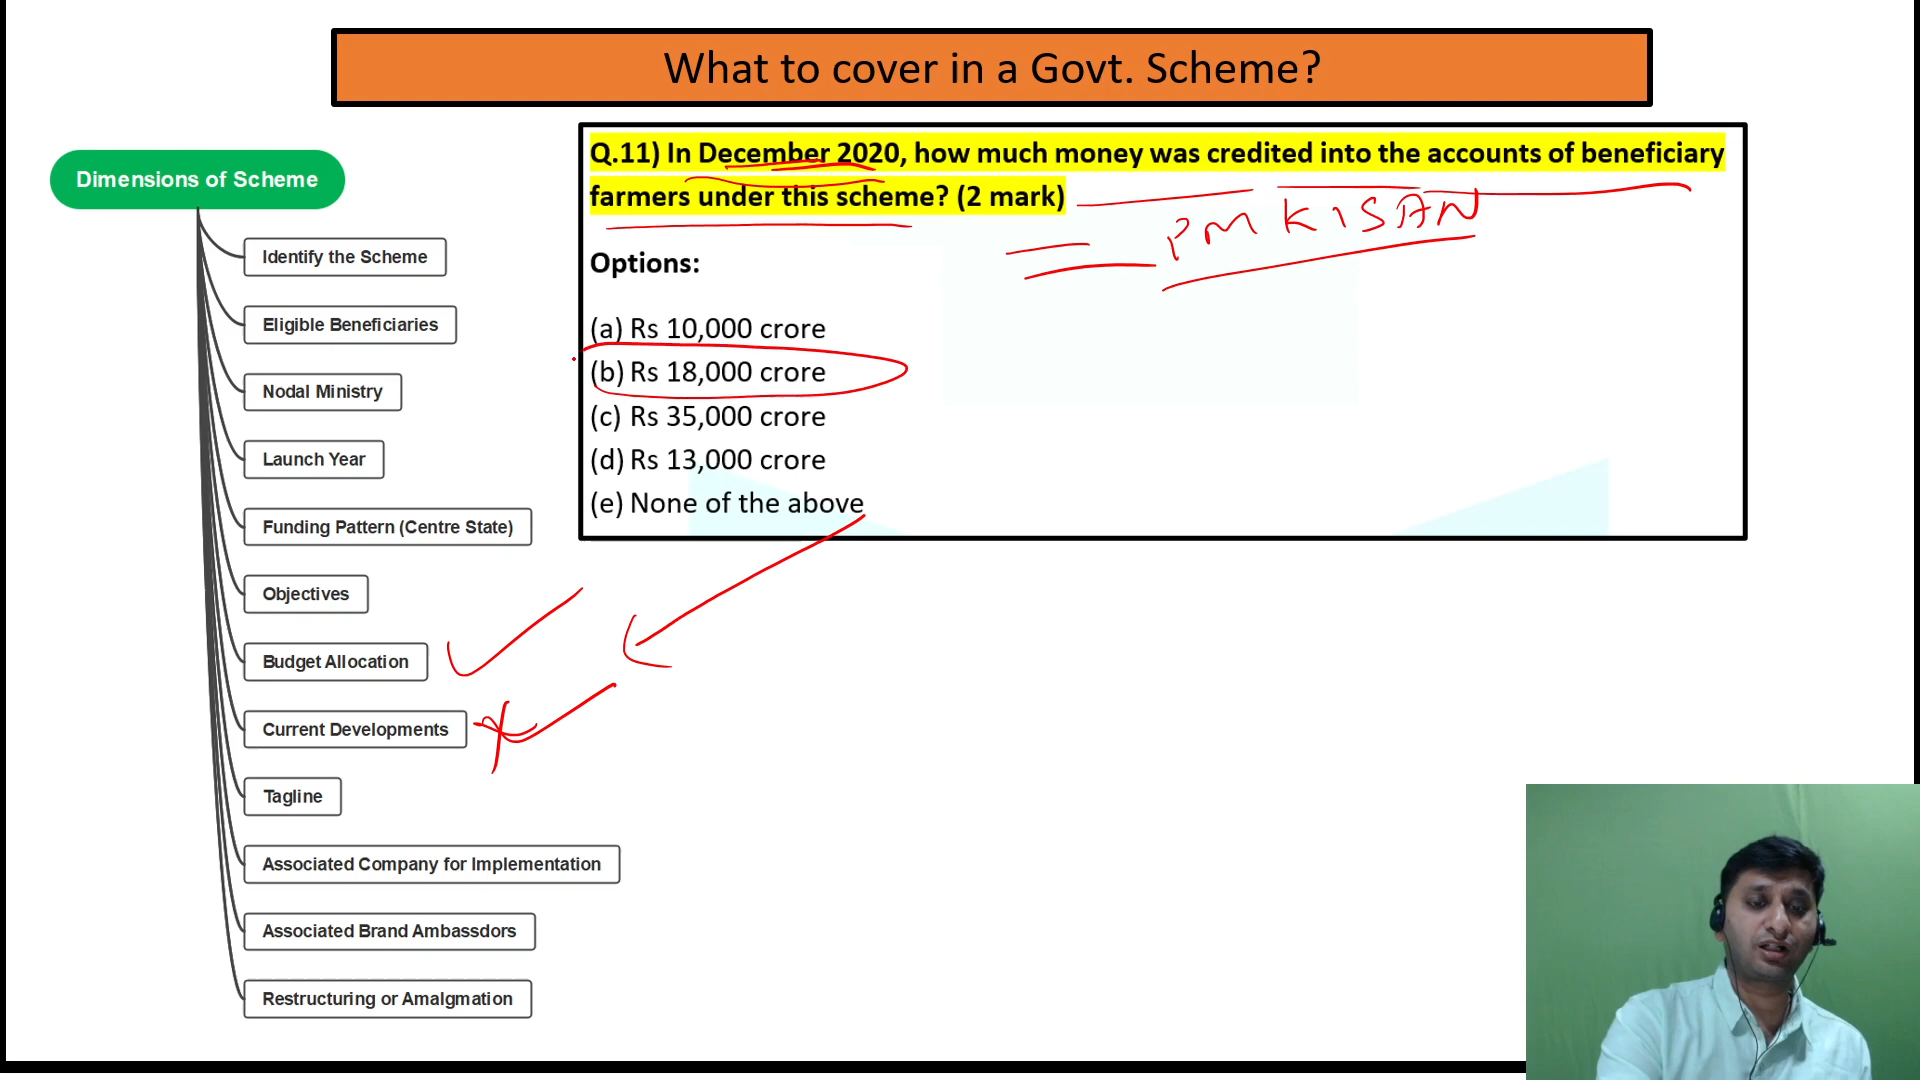 What to cover in a Govt. Scheme?
Dimensions of Scheme
Identify the Scheme
Eligible Beneficiaries
Nodal Ministry
Launch Year
Funding Pattern (Centre State)
Objectives
Budget Allocation
Current Developments
Tagline
Associated Company for Implementation
Associated Brand Ambassdors
Restructuring or Amalgmation
Q.11) In December 2020, how much money was credited into the accounts of beneficiary
farmers under this scheme? (2 mark)
PM KISAN
Options:
(a) Rs 10,000 crore
(b) Rs 18,000 crore
(c) Rs 35,000 crore
(d) Rs 13,000 crore
(e) None of the above